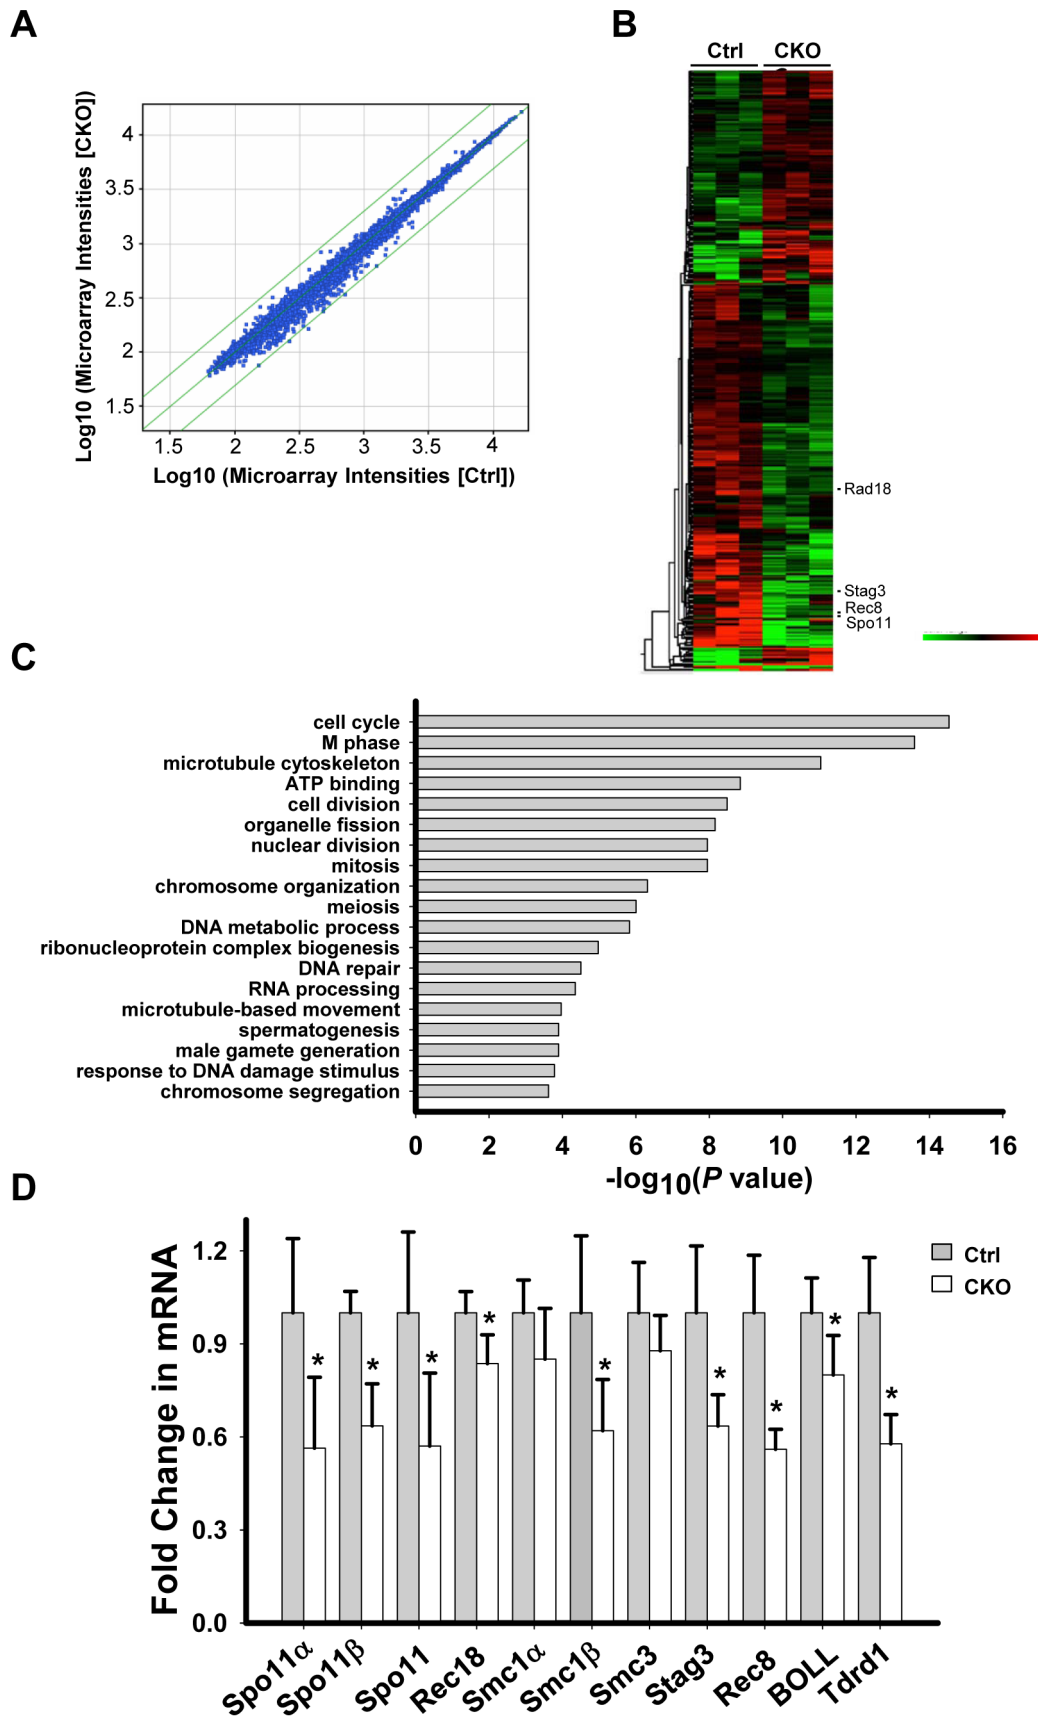 A
Log10 (Microarray Intensities [CKO])
4
3.5
3
2.5
2
1.5
1.5 2 2.5 3 3.5 4
Log10 (Microarray Intensities [Ctrl])
B
Ctrl CKO
Rad18
Stag3
Rec8
Spo11
C
cell cycle
M phase
microtubule cytoskeleton
ATP binding
cell division
organelle fission
nuclear division
mitosis
chromosome organization
meiosis
DNA metabolic process
ribonucleoprotein complex biogenesis
DNA repair
RNA processing
microtubule-based movement
spermatogenesis
male gamete generation
response to DNA damage stimulus
chromosome segregation
0 2 4 6 8 10 12 14 16
-log10(P value)
D
Fold Change in mRNA
1.2
0.9
0.6
0.3
0.0
* * * * * * * * *
Ctrl
CKO
Spo11α Spo11β Spo11 Rec18 Smc1α Smc1β Smc3 Stag3 Rec8 BOLL Tdrd1